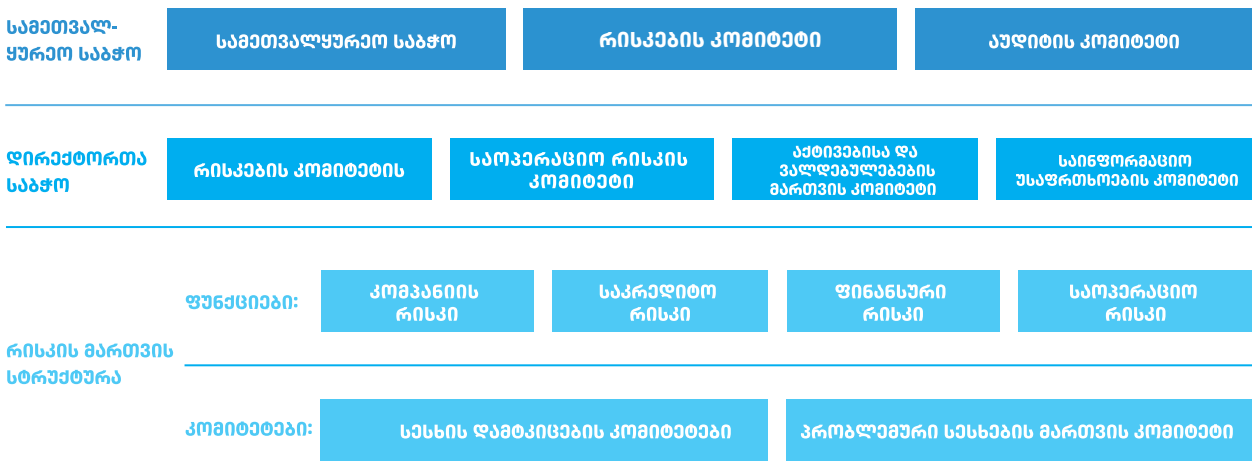 სამეთვალ-
ყურეო საბჭო
სამეთვალყურეო საბჭო
რისკების კომიტეტი
აუდიტის კომიტეტი
დირექტორთა
საბჭო
რისკების კომიტეტის
საოპერაციო რისკის
კომიტეტი
აქტივებისა და
ვალდებულებების
მართვის კომიტეტი
საინფორმაციო
უსაფრთხოების კომიტეტი
რისკის მართვის
სტრუქტურა
ფუნქციები:
კომპანიის
რისკი
საკრედიტო
რისკი
ფინანსური
რისკი
საოპერაციო
რისკი
კომიტეტები:
სესხის დამტკიცების კომიტეტები
პრობლემური სესხების მართვის კომიტეტი